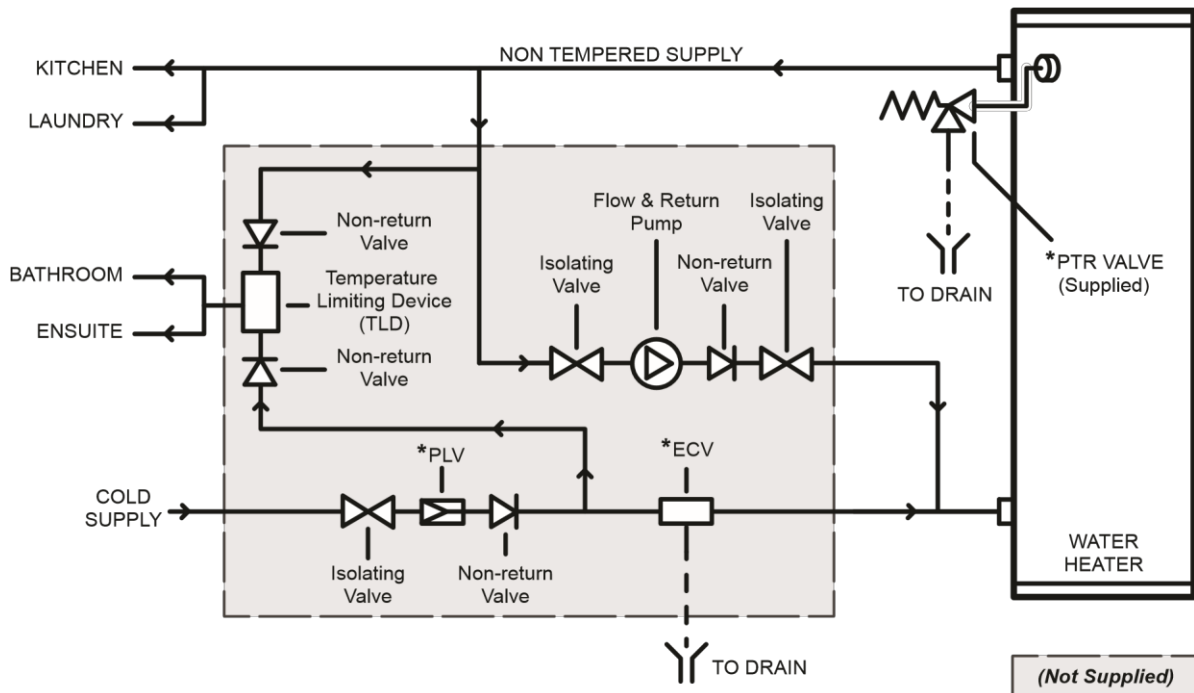 NON TEMPERED SUPPLY
KITCHEN
LAUNDRY
Non-return
Valve
Flow & Return
Pump
Isolating
Valve
BATHROOM
ENSUITE
Temperature
Limiting Device
(TLD)
Isolating
Valve
Non-return
Valve
*PTR VALVE
(Supplied)
TO DRAIN
Non-return
Valve
*PLV
*ECV
COLD
SUPPLY
Isolating
Valve
Non-return
Valve
WATER
HEATER
TO DRAIN
(Not Supplied)